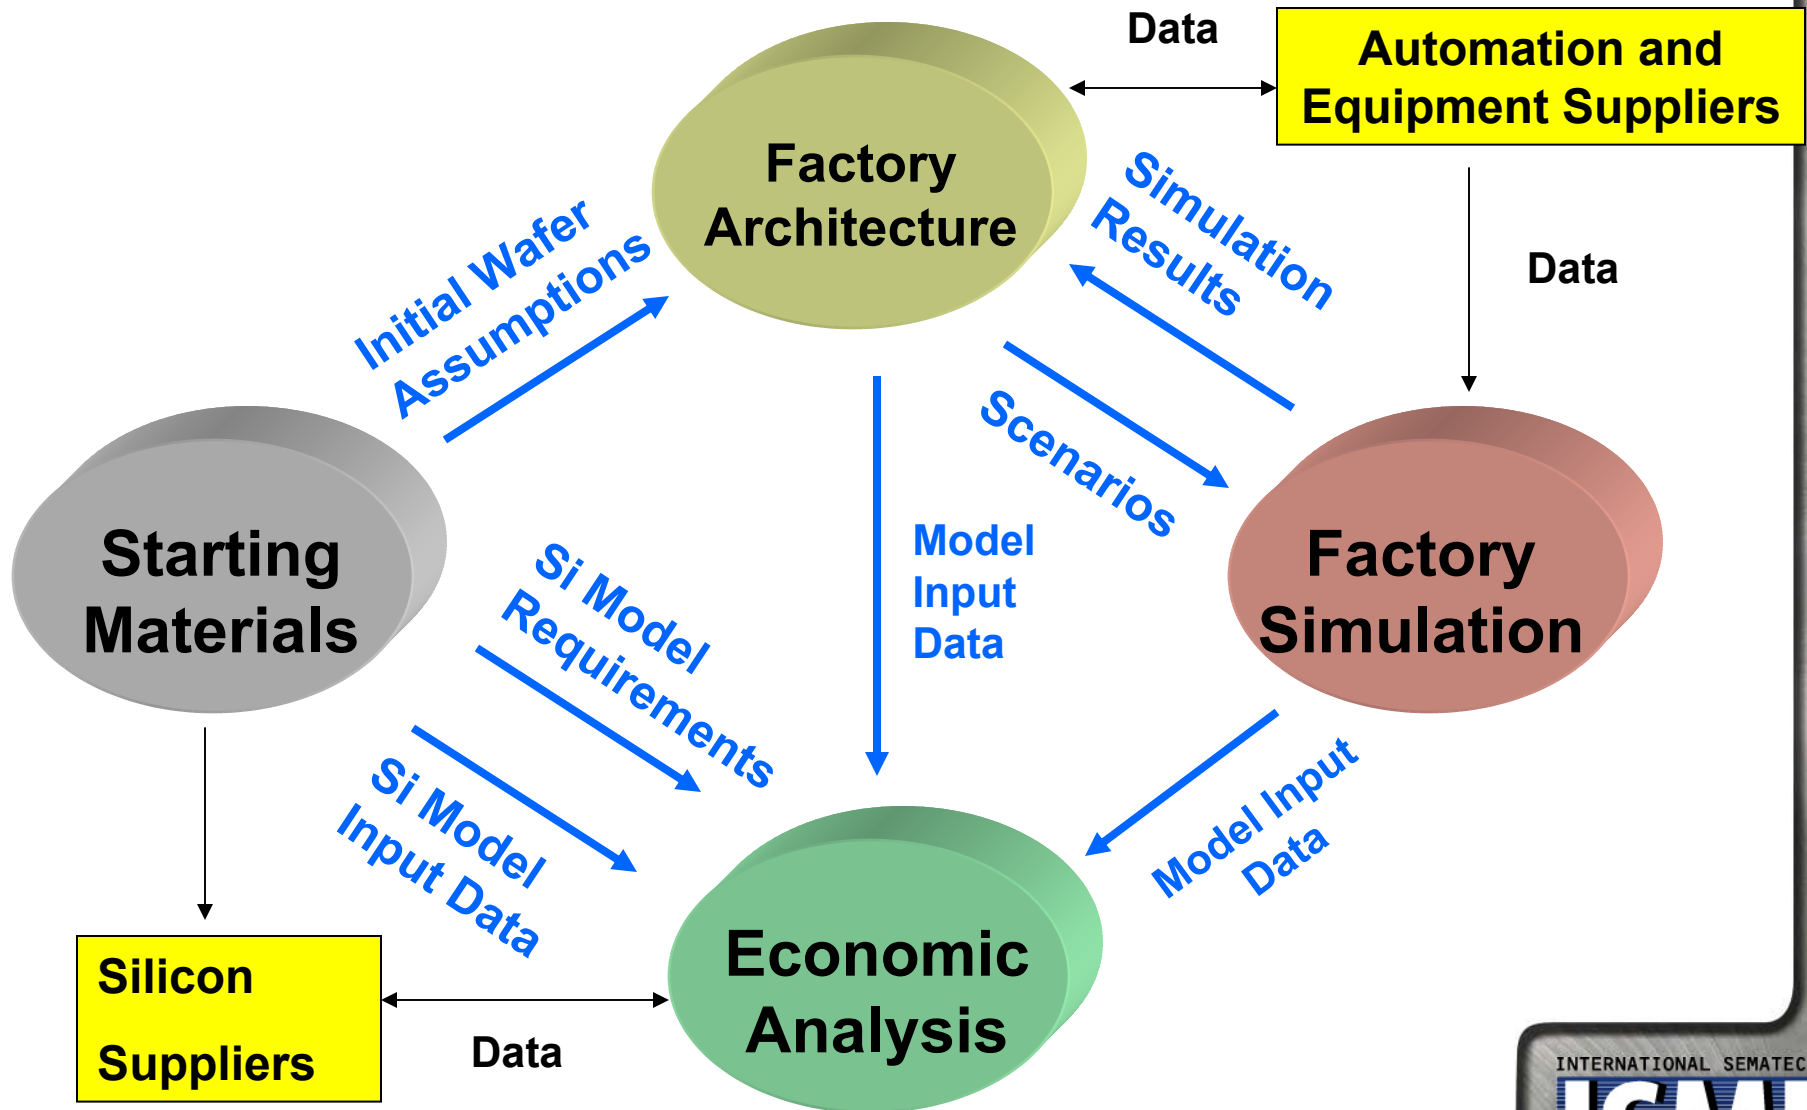 Data
Automation and
Equipment Suppliers
Factory
Architecture
Simulation
Results
Initial Wafer
Assumptions
Data
Scenarios
Starting
Materials
Model
Input
Data
Factory
Simulation
Si Model
Requirements
Si Model
Input Data
Model Input
Data
Economic
Analysis
Silicon
Suppliers
Data
INTERNATIONAL SEMATEC